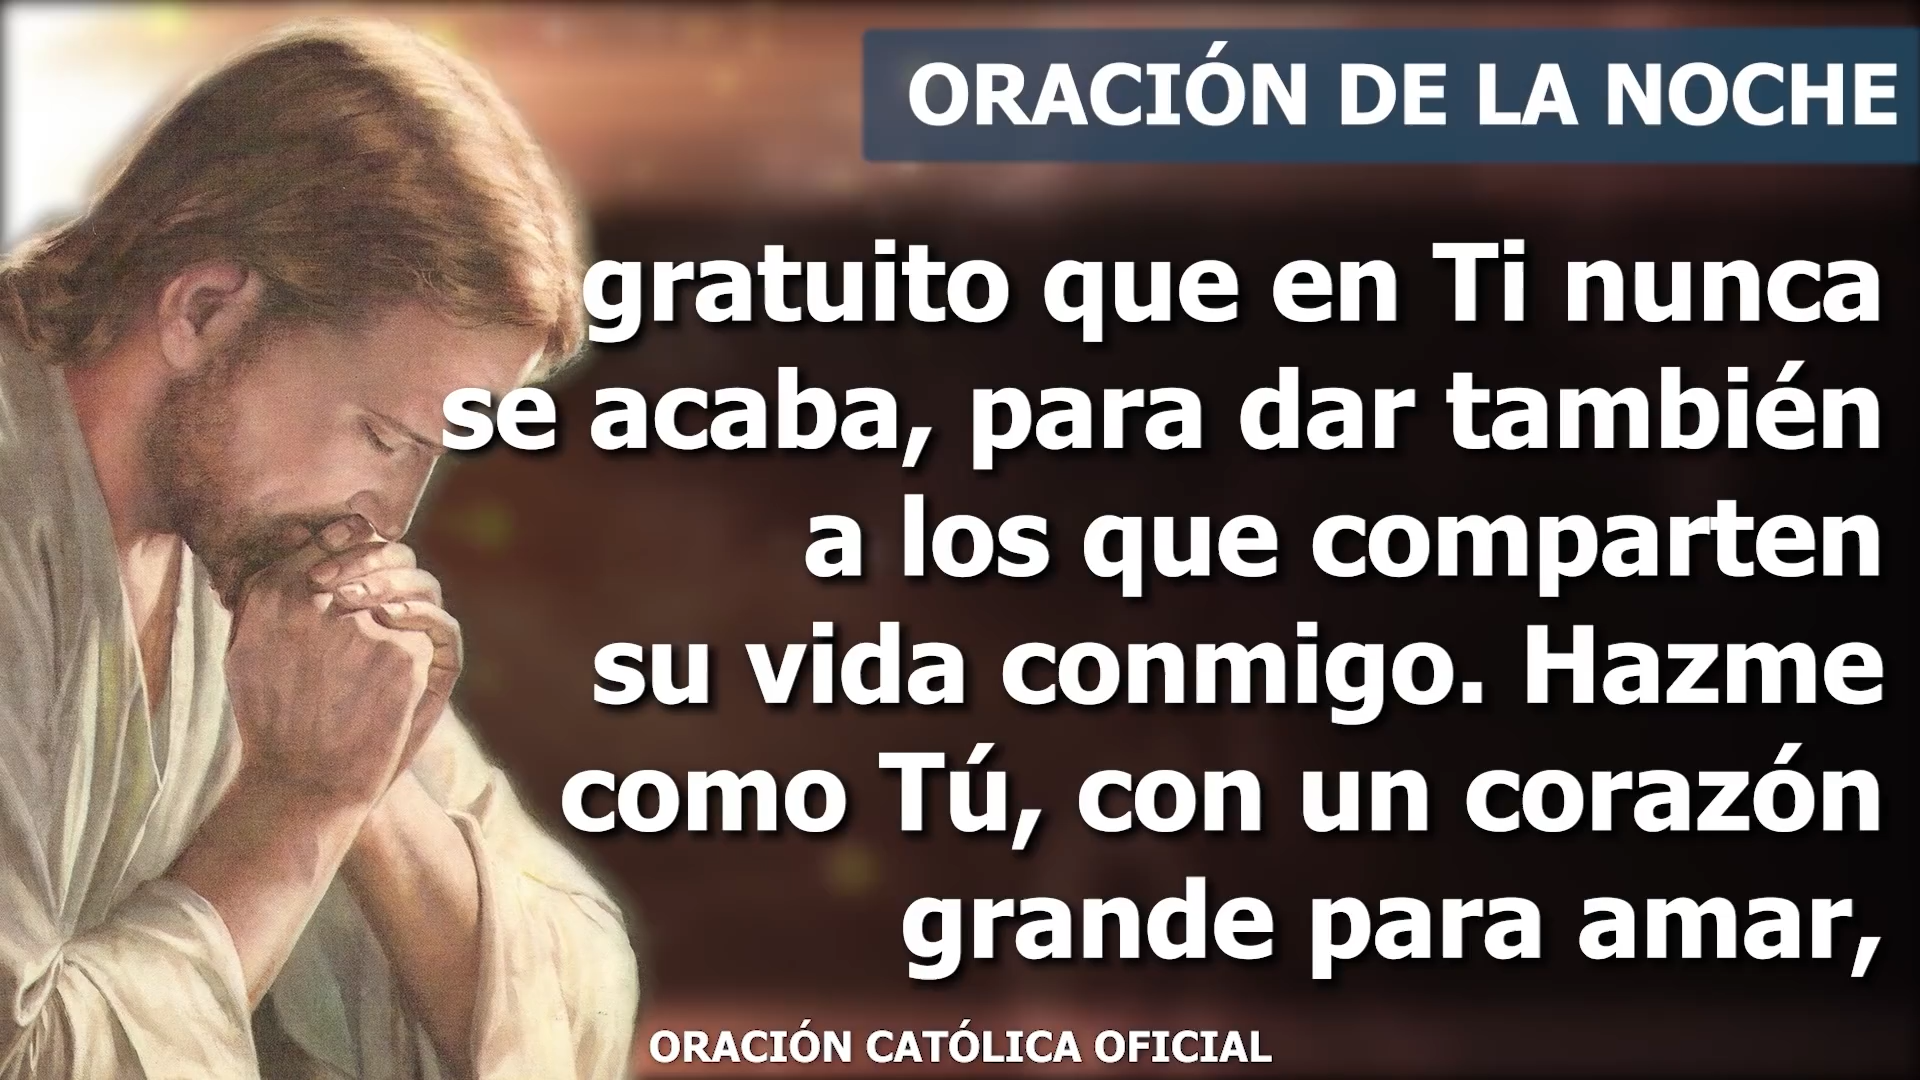 ORACIÓN DE LA NOCHE
gratuito que en Ti nunca
se acaba, para dar también
a los que comparten
su vida conmigo. Hazme
como Tú, con un corazón
grande para amar,
ORACIÓN CATÓLICA OFICIAL